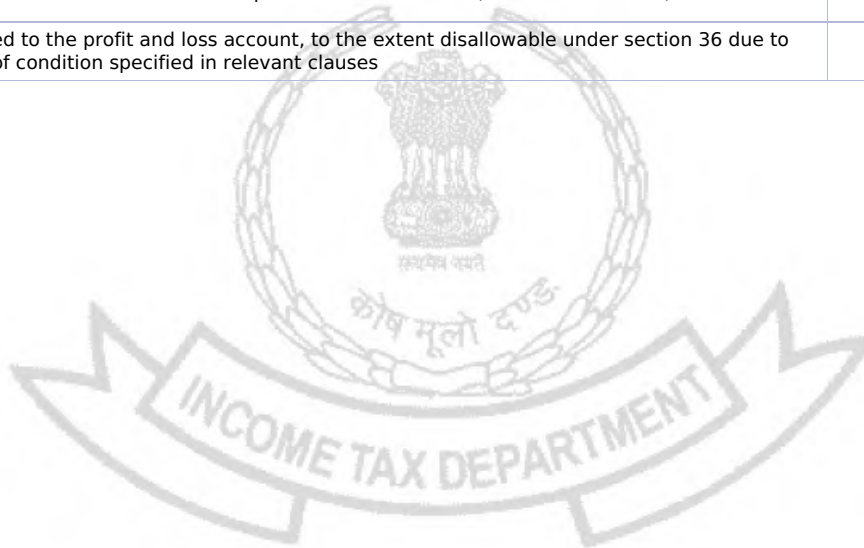 ed to the profit and loss account, to the extent disallowable under section 36 due to
of condition specified in relevant clauses
सत्यमेव जयते
कोष मूलो दण्डः
INCOME TAX DEPARTMENT